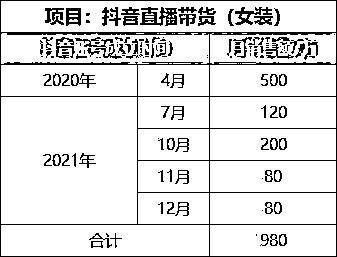 项目：抖音直播带货（女装）
抖音账号成立时间 月销售额/万
2020年 4月 500
2021年 7月 120
10月 200
11月 80
12月 80
合计 980